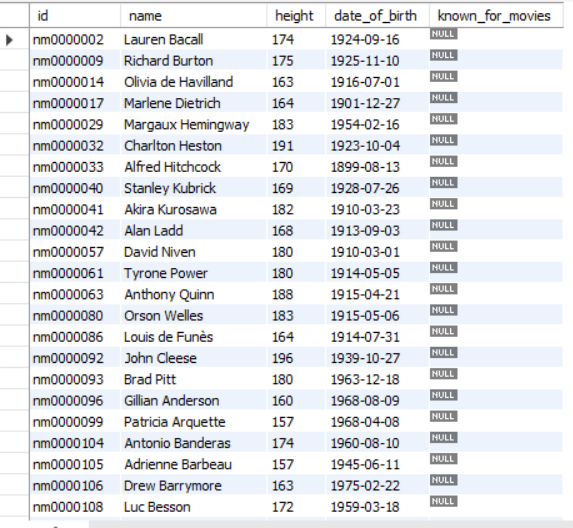 id name height date_of_birth known_for_movies
nm0000002 Lauren Bacall 174 1924-09-16 NULL
nm0000009 Richard Burton 175 1925-11-10 NULL
nm0000014 Olivia de Havilland 163 1916-07-01 NULL
nm0000017 Marlene Dietrich 164 1901-12-27 NULL
nm0000029 Margaux Hemingway 183 1954-02-16 NULL
nm0000032 Charlton Heston 191 1923-10-04 NULL
nm0000033 Alfred Hitchcock 170 1899-08-13 NULL
nm0000040 Stanley Kubrick 169 1928-07-26 NULL
nm0000041 Akira Kurosawa 182 1910-03-23 NULL
nm0000042 Alan Ladd 168 1913-09-03 NULL
nm0000057 David Niven 180 1910-03-01 NULL
nm0000061 Tyrone Power 180 1914-05-05 NULL
nm0000063 Anthony Quinn 188 1915-04-21 NULL
nm0000080 Orson Welles 183 1915-05-06 NULL
nm0000086 Louis de Funès 164 1914-07-31 NULL
nm0000092 John Cleese 196 1939-10-27 NULL
nm0000093 Brad Pitt 180 1963-12-18 NULL
nm0000096 Gillian Anderson 160 1968-08-09 NULL
nm0000099 Patricia Arquette 157 1968-04-08 NULL
nm0000104 Antonio Banderas 174 1960-08-10 NULL
nm0000105 Adrienne Barbeau 157 1945-06-11 NULL
nm0000106 Drew Barrymore 163 1975-02-22 NULL
nm0000108 Luc Besson 172 1959-03-18 NULL